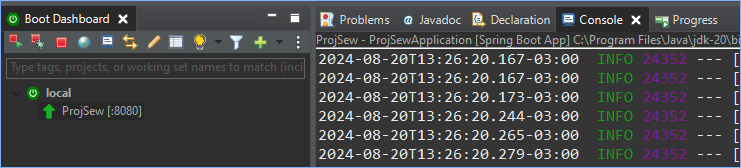 Boot Dashboard
Type tags, projects, or working set names to match (incl
local
ProjSew [:8080]
Problems @ Javadoc Declaration Console Progress
ProjSew - ProjSewApplication [Spring Boot App] C:\Program Files\Java\jdk-20\bi
2024-08-20T13:26:20.167-03:00 INFO 24352 --- [
2024-08-20T13:26:20.167-03:00 INFO 24352 --- [
2024-08-20T13:26:20.173-03:00 INFO 24352 --- [
2024-08-20T13:26:20.244-03:00 INFO 24352 --- [
2024-08-20T13:26:20.265-03:00 INFO 24352 --- [
2024-08-20T13:26:20.279-03:00 INFO 24352 --- [